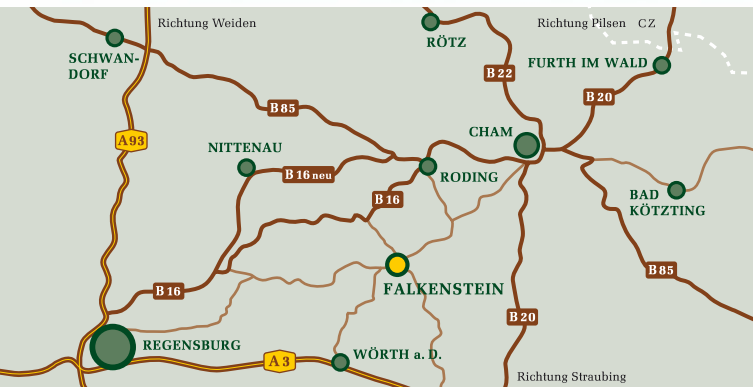 Richtung Weiden
Richtung Pilsen CZ
RÖTZ
SCHWAN-
DORF
FURTH IM WALD
B 22
B 20
B 85
CHAM
A 93
NITTENAU
B 16 neu
RODING
B 16
BAD
KÖTZTING
B 85
FALKENSTEIN
B 16
B 20
REGENSBURG
WÖRTH a. D.
A 3
Richtung Straubing